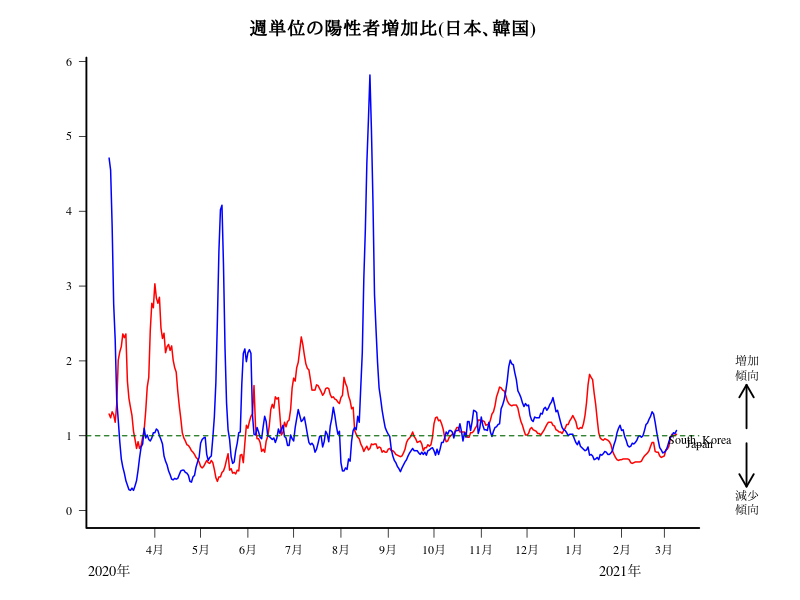 週単位の陽性者増加比(日本、韓国)
6
5
4
3
2
1
0
増加
傾向
South Korea
Japan
減少
傾向
4月 5月 6月 7月 8月 9月 10月 11月 12月 1月 2月 3月
2020年 2021年